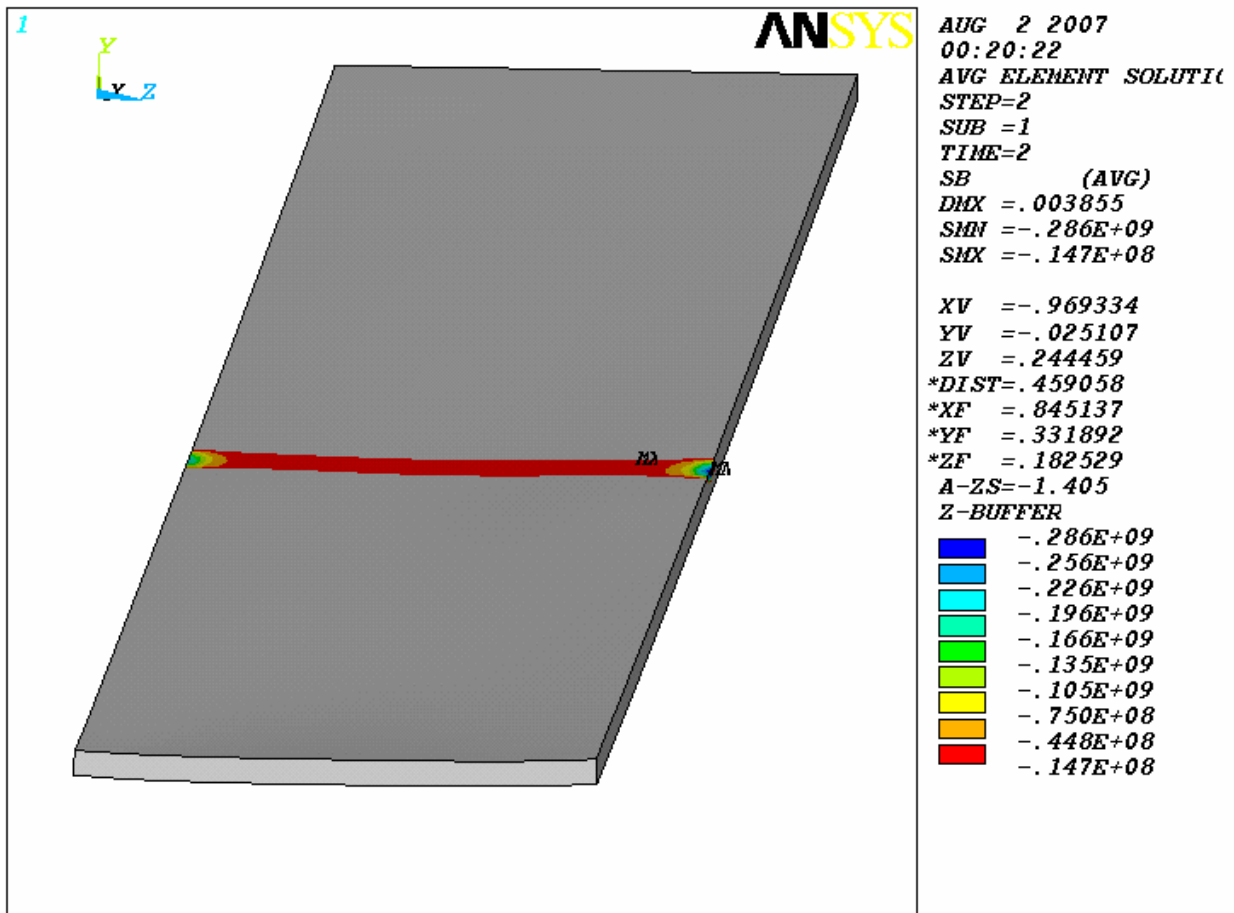 1
ANSYS
Y
X Z
AUG 2 2007
00:20:22
AVG ELEMENT SOLUTI
STEP=2
SUB =1
TIME=2
SB (AVG)
DMX =.003855
SMN =-.286E+09
SMX =-.147E+08
XV =-.969334
YV =-.025107
ZV =.244459
*DIST=.459058
*XF =.845137
*YF =.331892
*ZF =.182529
A-ZS=-1.405
Z-BUFFER
-.286E+09
-.256E+09
-.226E+09
-.196E+09
-.166E+09
-.135E+09
-.105E+09
-.750E+08
-.448E+08
-.147E+08